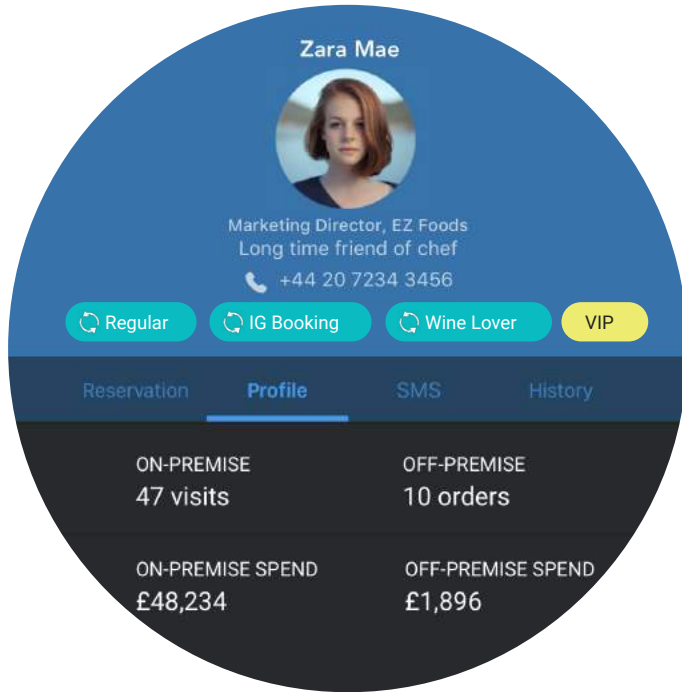 Zara Mae
Marketing Director, EZ Foods
Long time friend of chef
+44 20 7234 3456
Regular IG Booking Wine Lover VIP
Reservation Profile SMS History
ON-PREMISE OFF-PREMISE
47 visits 10 orders
ON-PREMISE SPEND OFF-PREMISE SPEND
£48,234 £1,896